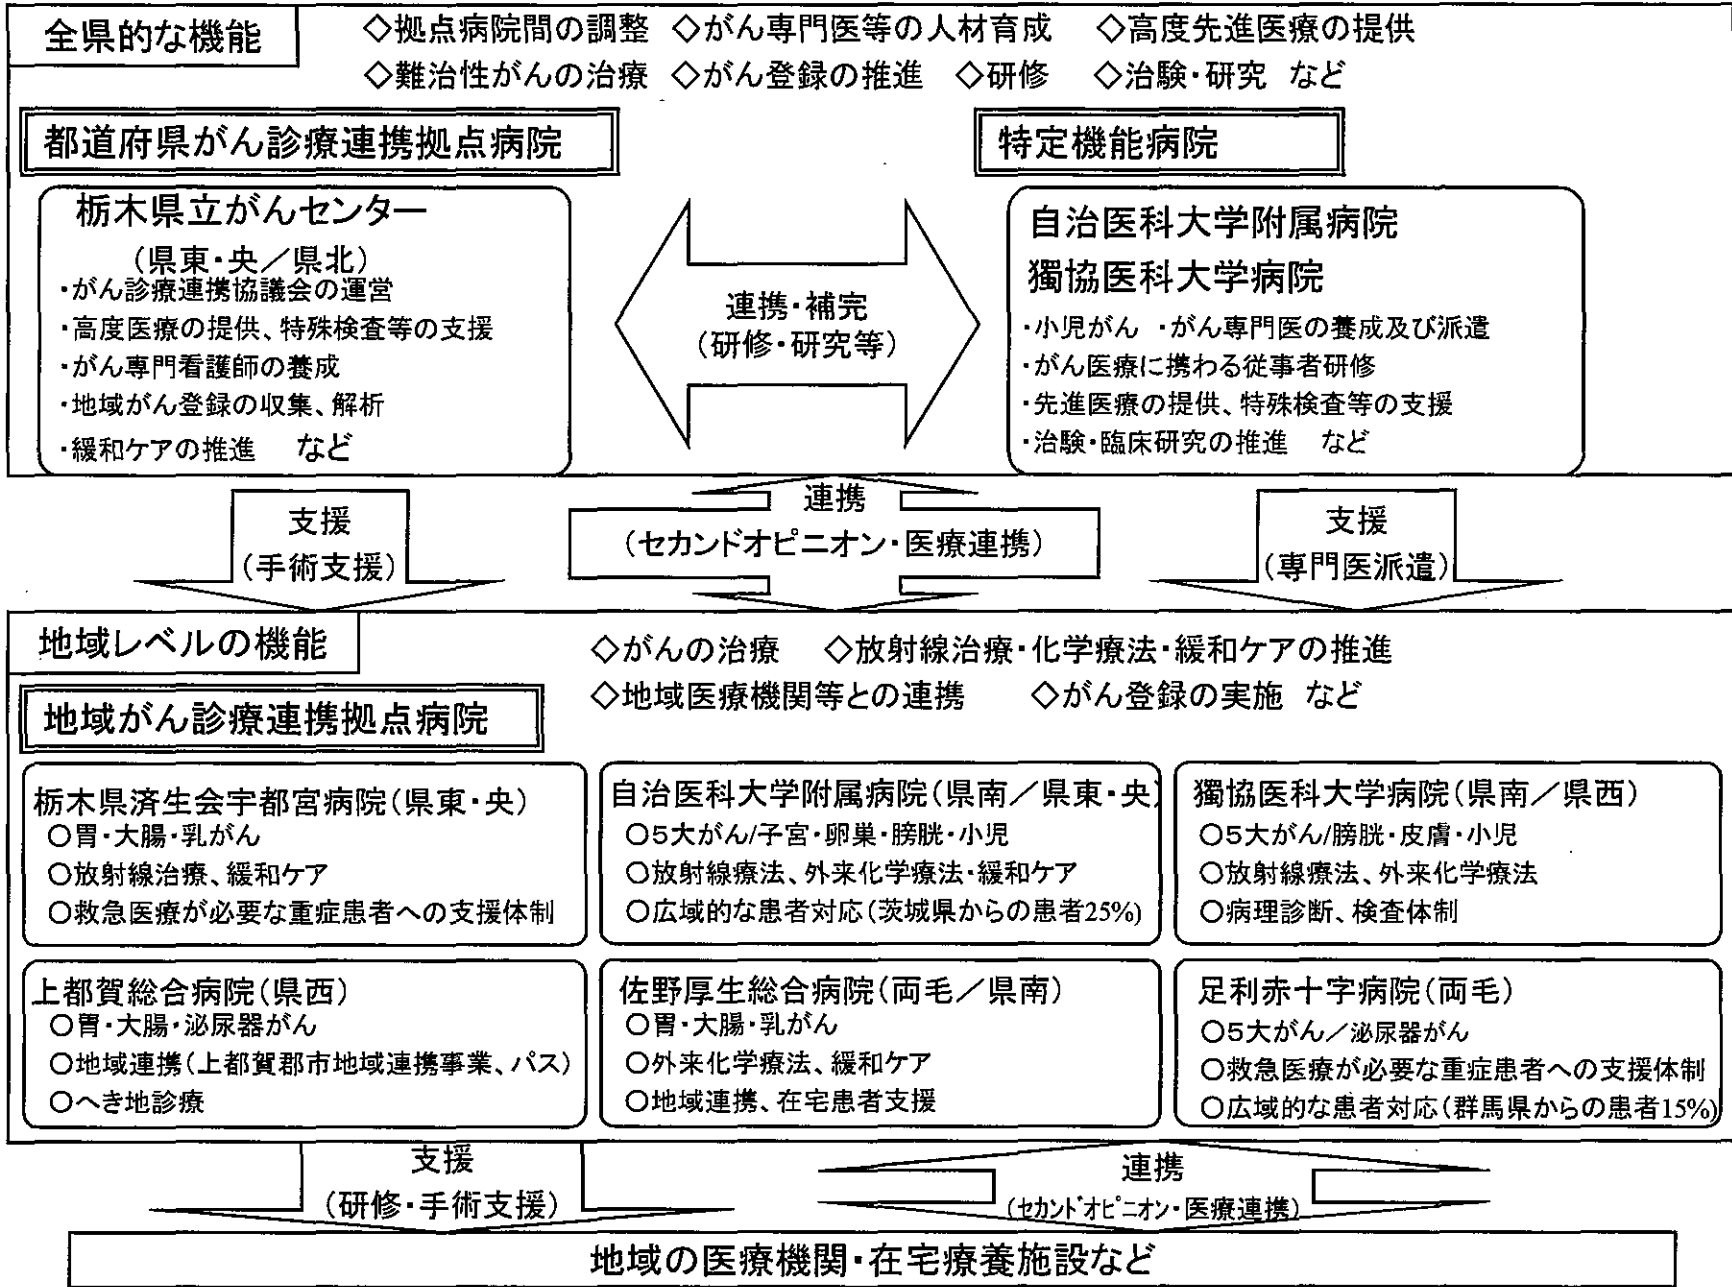 全県的な機能
◇拠点病院間の調整 ◇がん専門医等の人材育成 ◇高度先進医療の提供
◇難治性がんの治療 ◇がん登録の推進 ◇研修 ◇治験・研究 など
都道府県がん診療連携拠点病院
特定機能病院
栃木県立がんセンター
(県東・央／県北)
・がん診療連携協議会の運営
・高度医療の提供、特殊検査等の支援
・がん専門看護師の養成
・地域がん登録の収集、解析
・緩和ケアの推進 など
連携・補完
(研修・研究等)
自治医科大学附属病院
獨協医科大学病院
・小児がん ・がん専門医の養成及び派遣
・がん医療に携わる従事者研修
・先進医療の提供、特殊検査等の支援
・治験・臨床研究の推進 など
支援
(手術支援)
連携
(セカンドオピニオン・医療連携)
支援
(専門医派遣)
地域レベルの機能
◇がんの治療 ◇放射線治療・化学療法・緩和ケアの推進
◇地域医療機関等との連携 ◇がん登録の実施 など
地域がん診療連携拠点病院
栃木県済生会宇都宮病院(県東・央)
○胃・大腸・乳がん
○放射線治療、緩和ケア
○救急医療が必要な重症患者への支援体制
自治医科大学附属病院(県南／県東・央)
○5大がん/子宮・卵巣・膀胱・小児
○放射線療法、外来化学療法・緩和ケア
○広域的な患者対応(茨城県からの患者25%)
獨協医科大学病院(県南／県西)
○5大がん/膀胱・皮膚・小児
○放射線療法、外来化学療法
○病理診断、検査体制
上都賀総合病院(県西)
○胃・大腸・泌尿器がん
○地域連携(上都賀郡市地域連携事業、パス)
○へき地診療
佐野厚生総合病院(両毛／県南)
○胃・大腸・乳がん
○外来化学療法、緩和ケア
○地域連携、在宅患者支援
足利赤十字病院(両毛)
○5大がん／泌尿器がん
○救急医療が必要な重症患者への支援体制
○広域的な患者対応(群馬県からの患者15%)
支援
(研修・手術支援)
連携
(ｾｶﾝﾄﾞｵﾋﾟﾆｵﾝ・医療連携)
地域の医療機関・在宅療養施設など